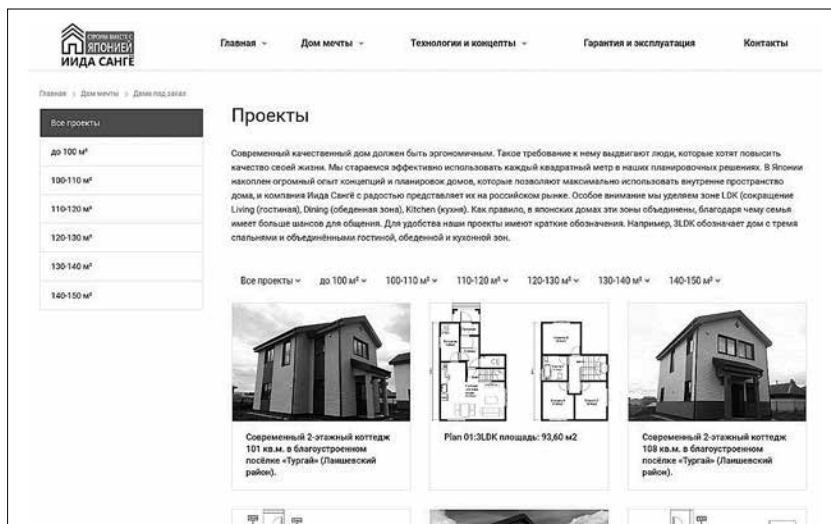 СТРОИМ ВМЕСТЕ С
ЯПОНИЕЙ
ИИДА САНГЁ
Главная
Дом мечты
Технологии и концепты
Гарантия и эксплуатация
Контакты
Главная > Дом мечты > Дома под заказ
Все проекты
до 100 м²
100-110 м²
110-120 м²
120-130 м²
130-140 м²
140-150 м²
Проекты
Современный качественный дом должен быть эргономичным. Такое требование к нему выдвигают люди, которые хотят повысить
качество своей жизни. Мы стараемся эффективно использовать каждый квадратный метр в наших планировочных решениях. В Японии
накоплен огромный опыт концепций и планировок домов, которые позволяют максимально использовать внутренне пространство
дома, и компания Иида Сангё с радостью представляет их на российском рынке. Особое внимание мы уделяем зоне LDK (сокращение
Living (гостиная), Dining (обеденная зона), Kitchen (кухня). Как правило, в японских домах эти зоны объединены, благодаря чему семья
имеет больше шансов для общения. Для удобства наши проекты имеют краткие обозначения. Например, 3LDK обозначает дом с тремя
спальнями и объединёнными гостиной, обеденной и кухонной зон.
Все проекты до 100 м² 100-110 м² 110-120 м² 120-130 м² 130-140 м² 140-150 м²
Современный 2-этажный коттедж
101 кв.м. в благоустроенном
посёлке «Тургай» (Лаишевский
район).
Plan 01:3LDK площадь: 93,60 м2
Современный 2-этажный коттедж
108 кв.м. в благоустроенном
посёлке «Тургай» (Лаишевский
район).